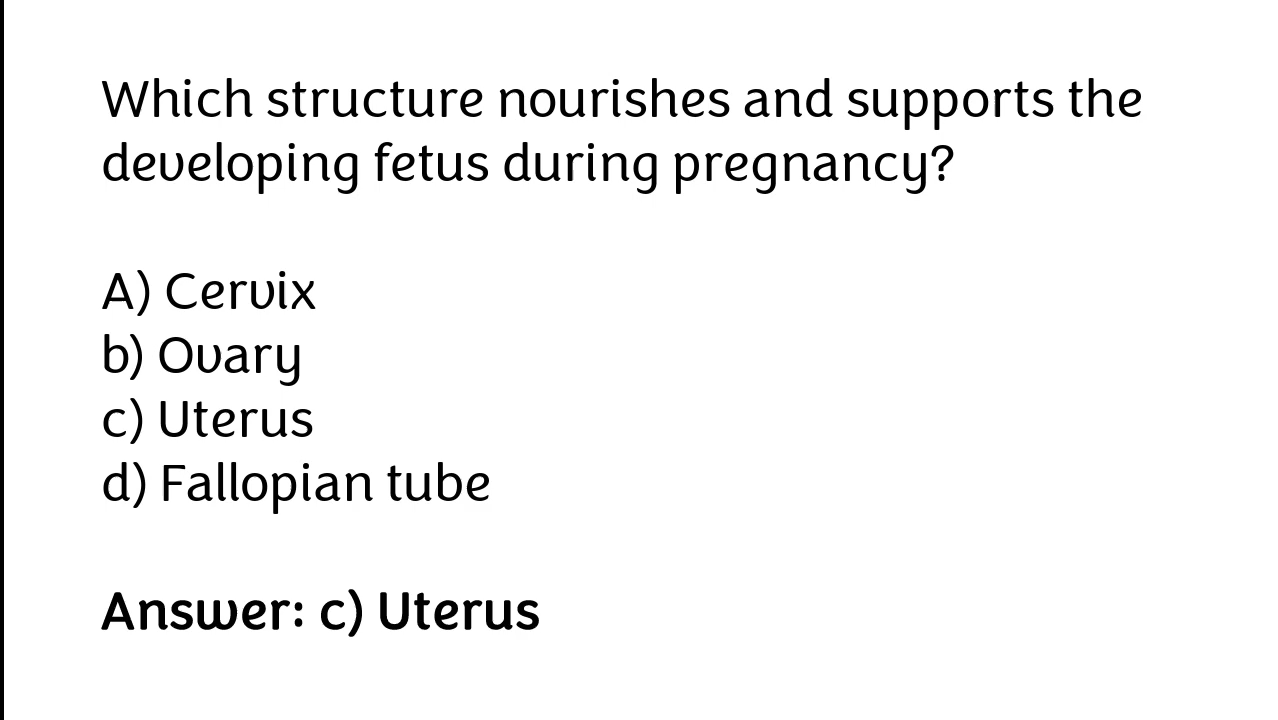 Which structure nourishes and supports the
developing fetus during pregnancy?
A) Cervix
b) Ovary
c) Uterus
d) Fallopian tube
Answer: c) Uterus